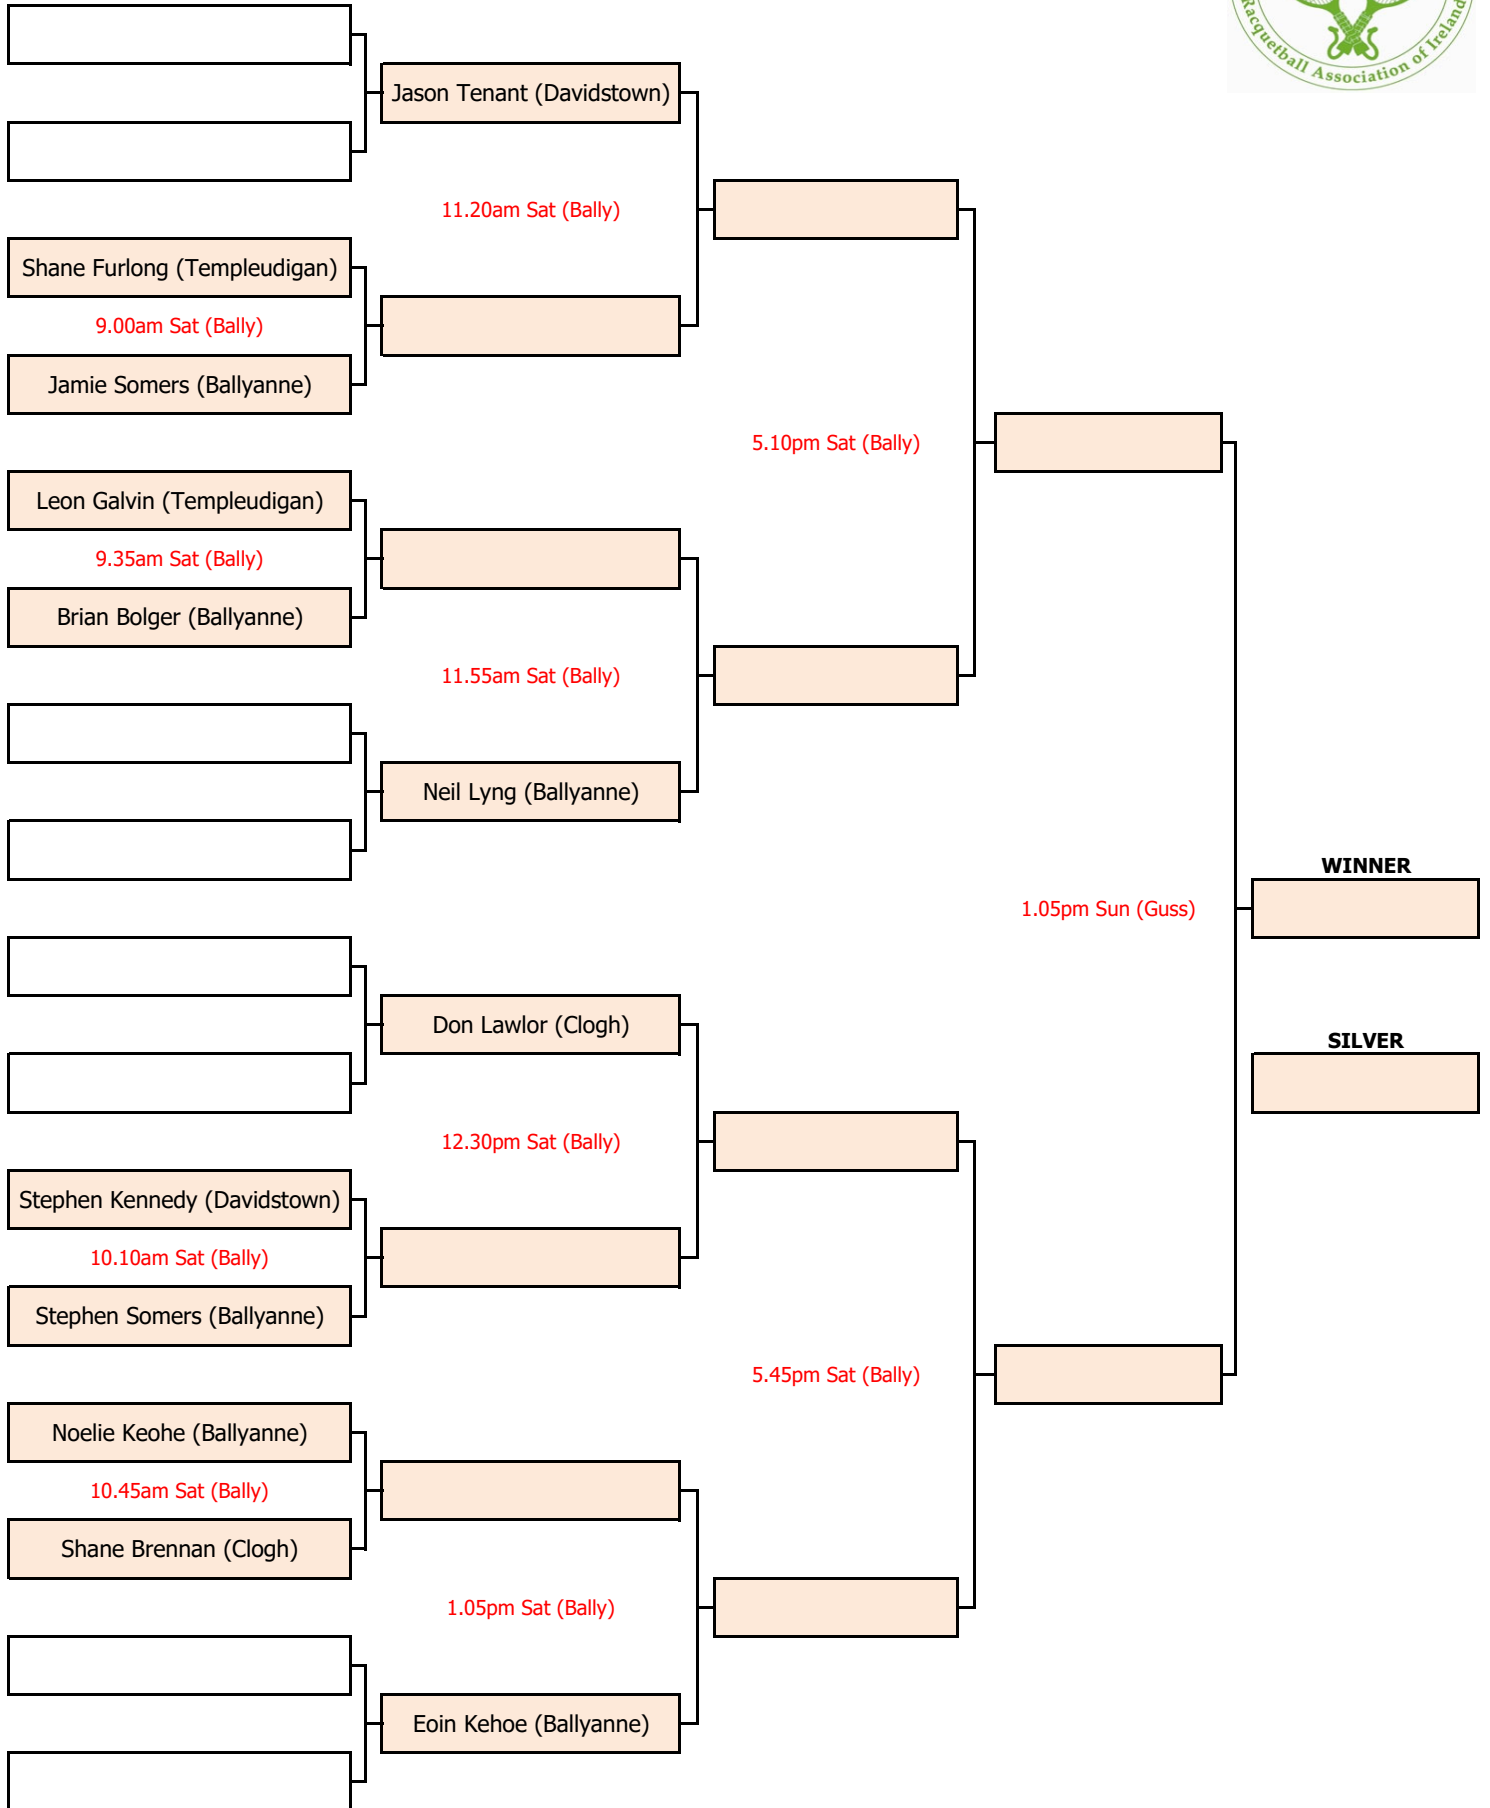 Racquetball Association of Ireland
Jason Tenant (Davidstown)
11.20am Sat (Bally)
Shane Furlong (Templeudigan)
9.00am Sat (Bally)
Jamie Somers (Ballyanne)
5.10pm Sat (Bally)
Leon Galvin (Templeudigan)
9.35am Sat (Bally)
Brian Bolger (Ballyanne)
11.55am Sat (Bally)
Neil Lyng (Ballyanne)
WINNER
1.05pm Sun (Guss)
Don Lawlor (Clogh)
SILVER
12.30pm Sat (Bally)
Stephen Kennedy (Davidstown)
10.10am Sat (Bally)
Stephen Somers (Ballyanne)
5.45pm Sat (Bally)
Noelie Keohe (Ballyanne)
10.45am Sat (Bally)
Shane Brennan (Clogh)
1.05pm Sat (Bally)
Eoin Kehoe (Ballyanne)